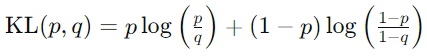 KL(p, q) = p log (p/q) + (1 − p) log (1−p/1−q)